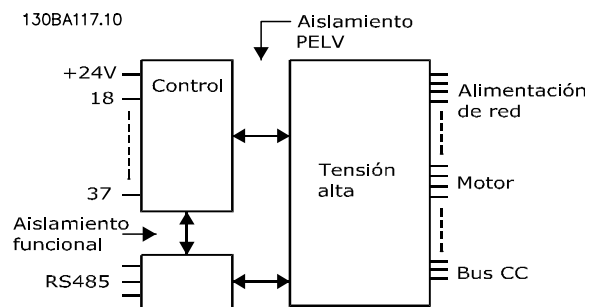 130BA117.10
Aislamiento
PELV
+24V
18
37
Control
Tensión
alta
Alimentación
de red
Motor
Bus CC
Aislamiento
funcional
RS485